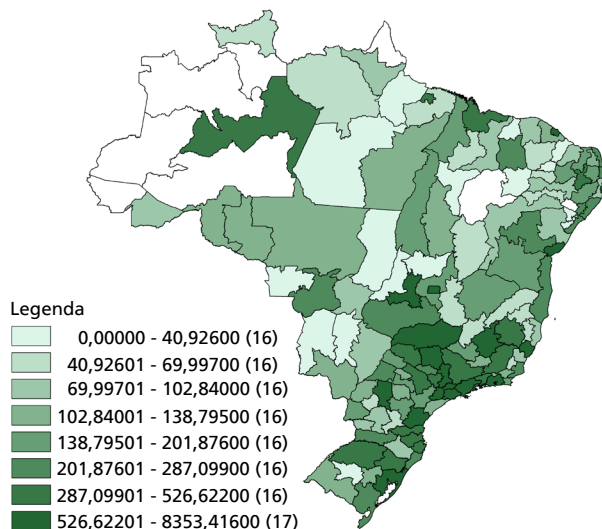 Legenda
0,00000 - 40,92600 (16)
40,92601 - 69,99700 (16)
69,99701 - 102,84000 (16)
102,84001 - 138,79500 (16)
138,79501 - 201,87600 (16)
201,87601 - 287,09900 (16)
287,09901 - 526,62200 (16)
526,62201 - 8353,41600 (17)